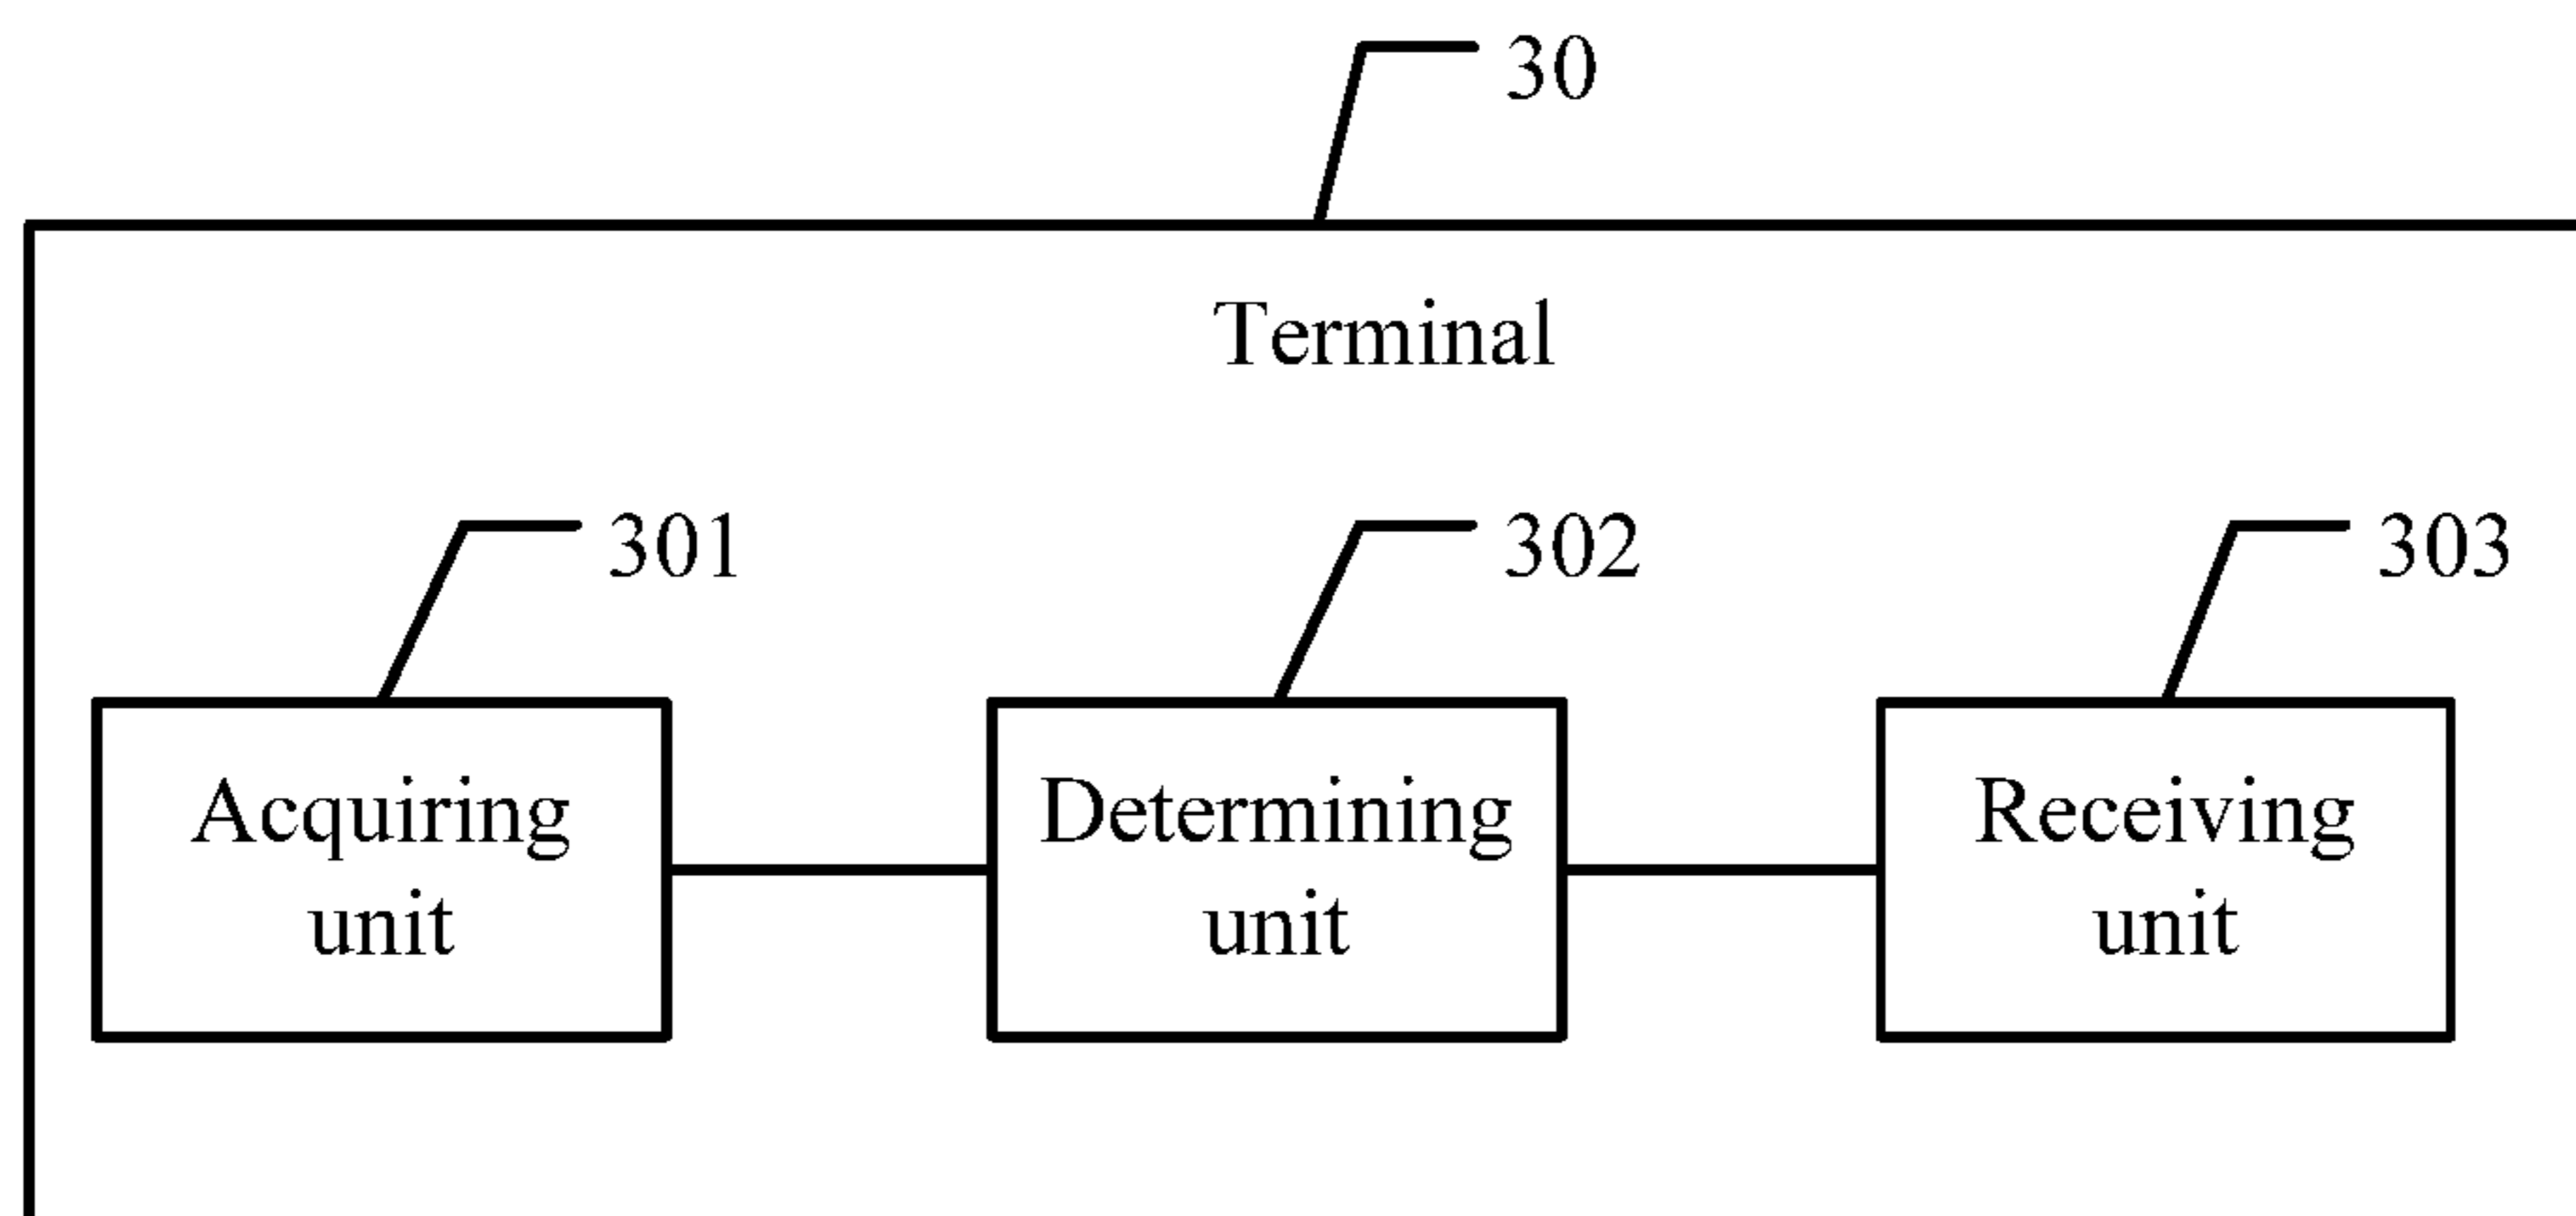 30
Terminal
301
302
303
Acquiring
unit
Determining
unit
Receiving
unit